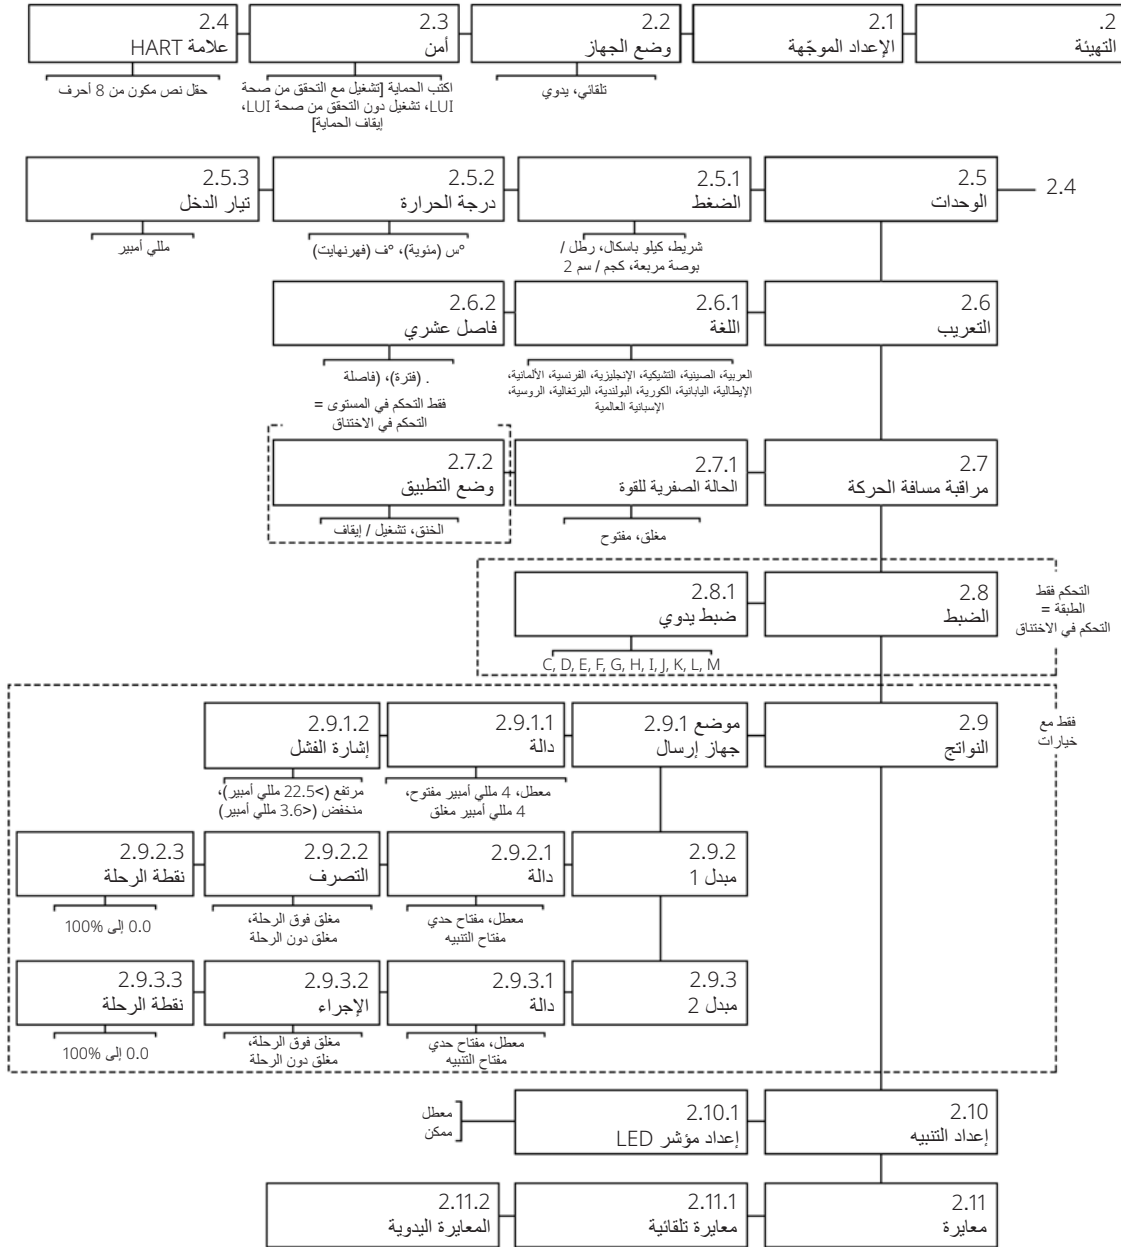 2.
التهيئة
2.1
الإعداد الموجّهة
2.2
وضع الجهاز
تلقائي، يدوي
2.3
أمن
اكتب الحماية [تشغيل مع التحقق من صحة
LUI، تشغيل دون التحقق من صحة LUI،
إيقاف الحماية]
2.4
علامة HART
حقل نص مكون من 8 أحرف
2.4
2.5
الوحدات
2.5.1
الضغط
شريط، كيلو باسكال، رطل /
بوصة مربعة، كجم / سم 2
2.5.2
درجة الحرارة
°س (مئوية)، °ف (فهرنهايت)
2.5.3
تيار الدخل
مللي أمبير
2.6
التعريب
2.6.1
اللغة
العربية، الصينية، التشيكية، الإنجليزية، الفرنسية، الألمانية،
الإيطالية، اليابانية، الكورية، البولندية، البرتغالية، الروسية،
الإسبانية العالمية
2.6.2
فاصل عشري
. (فترة)، (فاصلة
فقط التحكم في المستوى =
التحكم في الاختناق
2.7
مراقبة مسافة الحركة
2.7.1
الحالة الصفرية للقوة
مغلق، مفتوح
2.7.2
وضع التطبيق
الخنق، تشغيل / إيقاف
التحكم فقط
الطبقة =
التحكم في الاختناق
2.8
الضبط
2.8.1
ضبط يدوي
C, D, E, F, G, H, I, J, K, L, M
فقط مع
خيارات
2.9
النواتج
2.9.1 موضع
جهاز إرسال
2.9.1.1
دالة
معطل، 4 مللي أمبير مفتوح،
4 مللي أمبير مغلق
2.9.1.2
إشارة الفشل
مرتفع (>22.5 مللي أمبير)،
منخفض (<3.6 مللي أمبير)
2.9.2
مبدل 1
2.9.2.1
دالة
معطل، مفتاح حدي
مفتاح التنبيه
2.9.2.2
التصرف
مغلق فوق الرحلة،
مغلق دون الرحلة
2.9.2.3
نقطة الرحلة
0.0 إلى 100%
2.9.3
مبدل 2
2.9.3.1
دالة
معطل، مفتاح حدي
مفتاح التنبيه
2.9.3.2
الإجراء
مغلق فوق الرحلة،
مغلق دون الرحلة
2.9.3.3
نقطة الرحلة
0.0 إلى 100%
2.10
إعداد التنبيه
2.10.1
إعداد مؤشر LED
معطل
ممكن
2.11
معايرة
2.11.1
معايرة تلقائية
2.11.2
المعايرة اليدوية